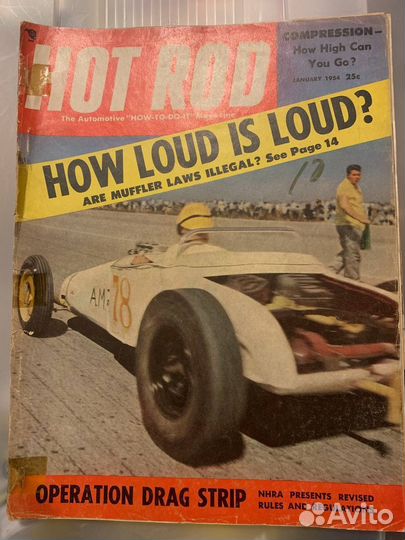 HOT ROD
The Automotive "HOW-TO-DO-IT" Magazine
COMPRESSION—
How High Can
You Go?
JANUARY 1954 25c
HOW LOUD IS LOUD?
ARE MUFFLER LAWS ILLEGAL? See Page 14
10
A.M.
78
OPERATION DRAG STRIP
NHRA PRESENTS REVISED
RULES AND REGULATIONS
Avito